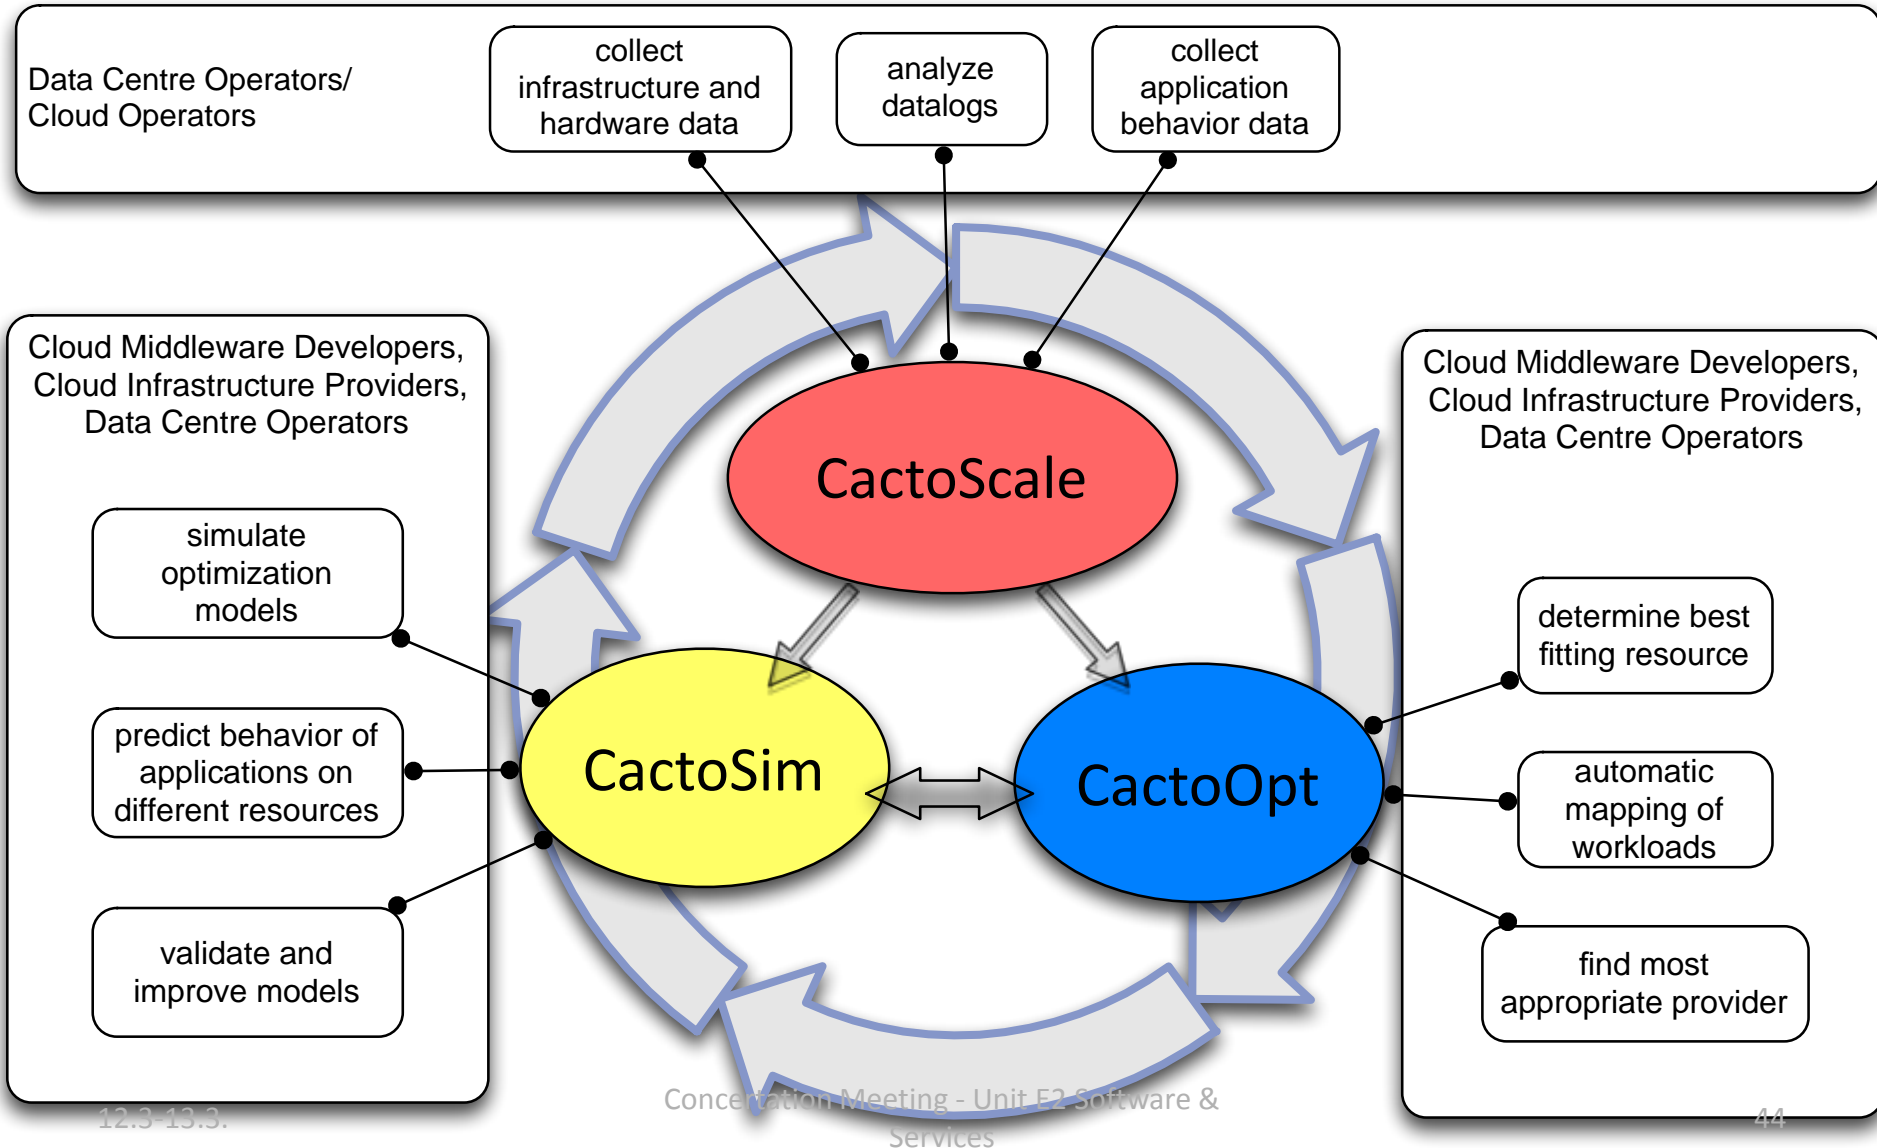 Data Centre Operators/
Cloud Operators
collect
infrastructure and
hardware data
analyze
datalogs
collect
application
behavior data
Cloud Middleware Developers,
Cloud Infrastructure Providers,
Data Centre Operators
simulate
optimization
models
predict behavior of
applications on
different resources
validate and
improve models
CactoScale
CactoSim
CactoOpt
Cloud Middleware Developers,
Cloud Infrastructure Providers,
Data Centre Operators
determine best
fitting resource
automatic
mapping of
workloads
find most
appropriate provider
12.3-13.3.
Concertation Meeting - Unit E2 Software &
Services
44